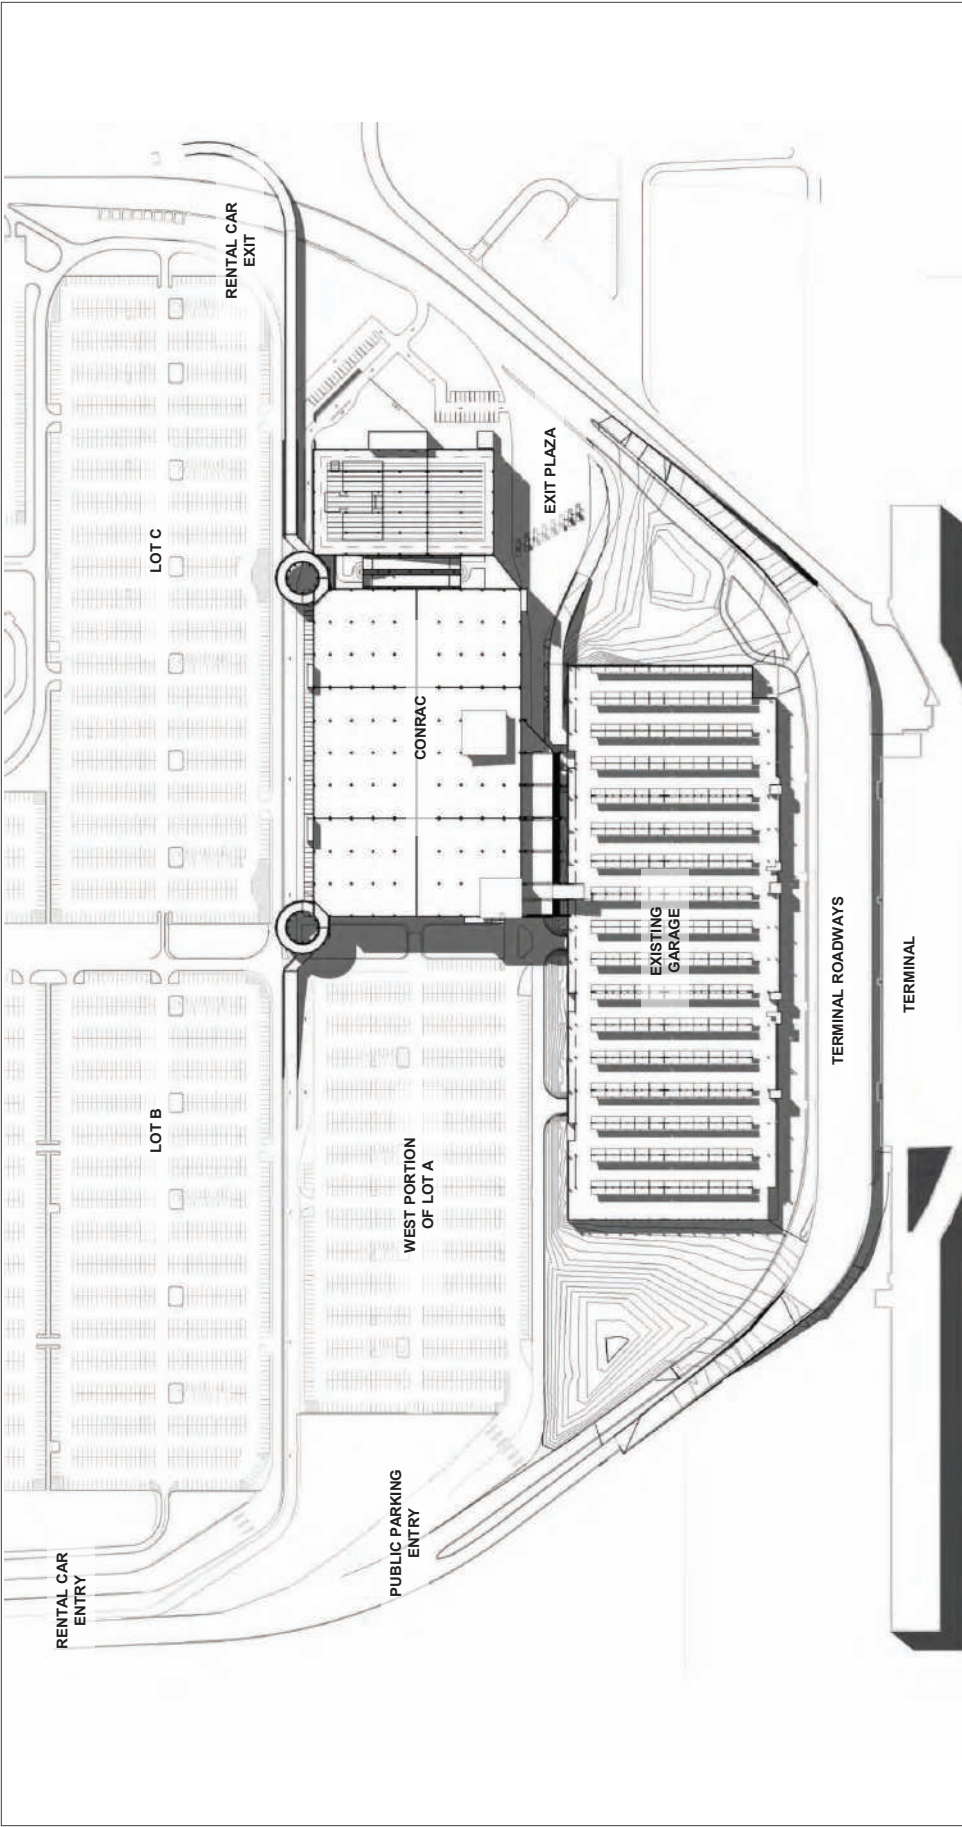 RENTAL CAR
ENTRY
LOT B
LOT C
RENTAL CAR
EXIT
PUBLIC PARKING
ENTRY
WEST PORTION
OF LOT A
CONRAC
EXIT PLAZA
EXISTING
GARAGE
TERMINAL ROADWAYS
TERMINAL